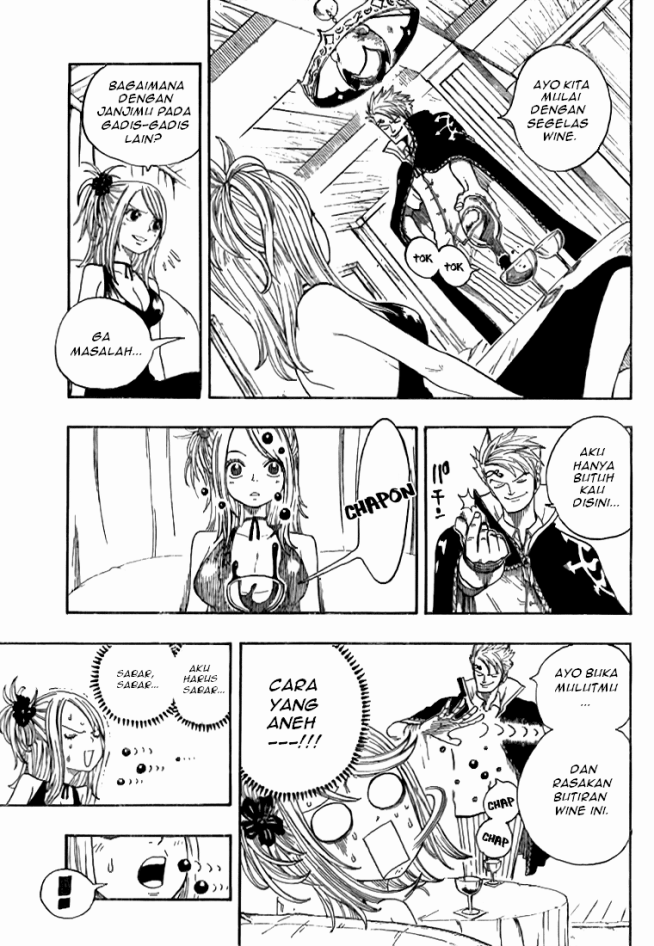 AYO KITA
MULAI
DENGAN
SEGELAS
WINE.
TOK
TOK
BAGAIMANA
DENGAN
JANJIMU PADA
GADIS-GADIS
LAIN?
GA
MASALAH...
AKU
HANYA
BUTUH
KAU
DISINI...
CHAPON
AYO BUKA
MULUTMU
...
DAN
RASAKAN
BUTIRAN
WINE INI.
CHAP
CHAP
CARA
YANG
ANEH
---!!!
AKU
HARUS
SABAR...
SABAR,
SABAR...
!